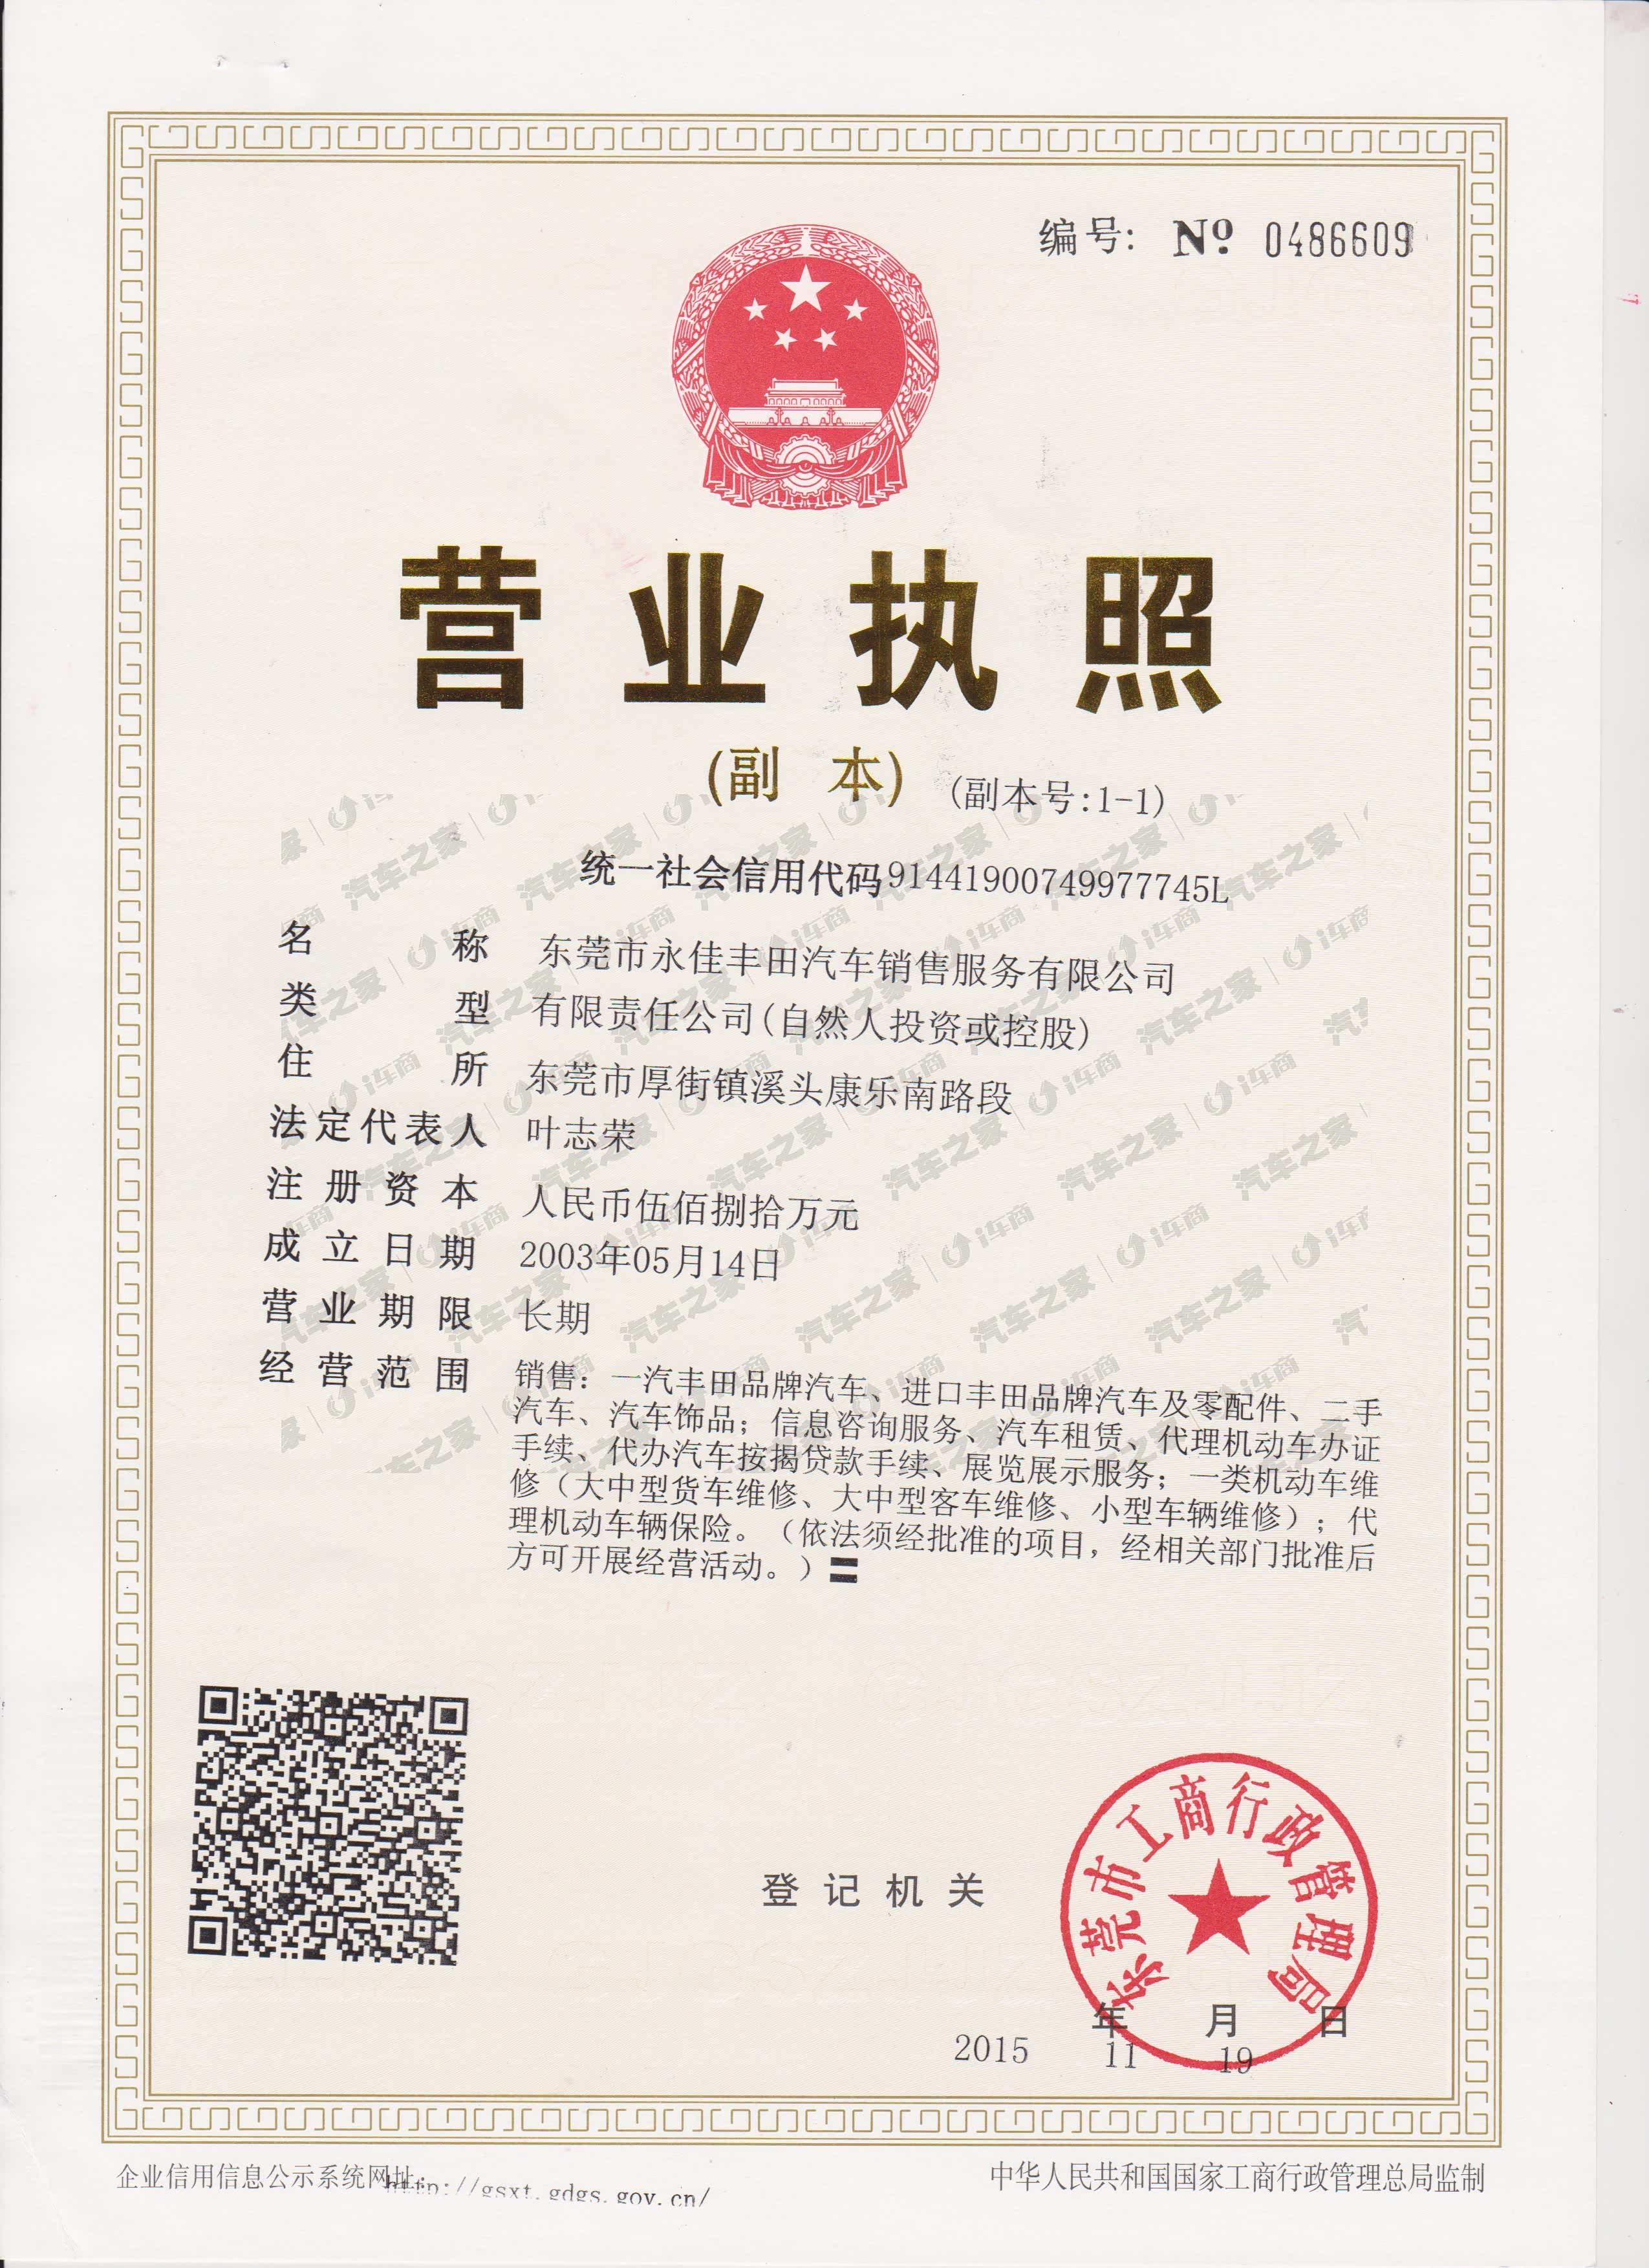 编号: № 0486609
营业执照
(副 本) (副本号:1-1)
统一社会信用代码91441900749977745L
名称 东莞市永佳丰田汽车销售服务有限公司
类型 有限责任公司(自然人投资或控股)
住所 东莞市厚街镇溪头康乐南路段
法定代表人 叶志荣
注册资本 人民币伍佰捌拾万元
成立日期 2003年05月14日
营业期限 长期
经营范围 销售：一汽丰田品牌汽车、进口丰田品牌汽车及零配件、二手
汽车、汽车饰品；信息咨询服务、汽车租赁、代理机动车办证
手续、代办汽车按揭贷款手续、展览展示服务；一类机动车维
修（大中型货车维修、大中型客车维修、小型车辆维修）；代
理机动车辆保险。（依法须经批准的项目，经相关部门批准后
方可开展经营活动。）
登记机关
东莞市工商行政管理局
年 月 日
2015 11 19
企业信用信息公示系统网址: http://gsxt.gdgs.gov.cn/
中华人民共和国国家工商行政管理总局监制
汽车之家 | i车商